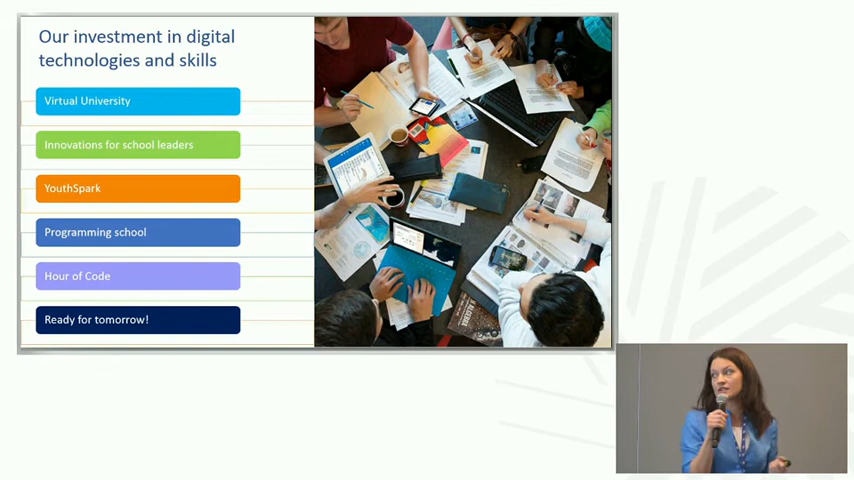 Our investment in digital
technologies and skills
Virtual University
Innovations for school leaders
YouthSpark
Programming school
Hour of Code
Ready for tomorrow!